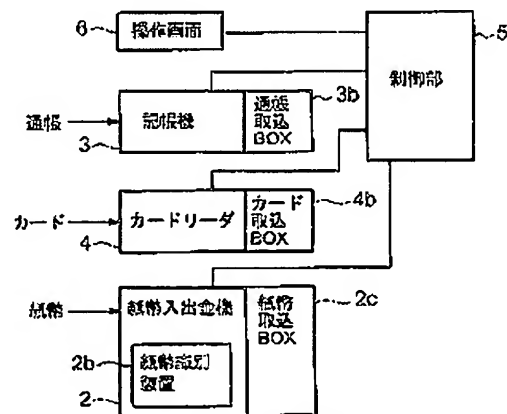 6
操作画面
5
制御部
3b
通帳
記帳機
通帳
取込
BOX
3
カード
カードリーダ
カード
取込
BOX
4b
4
紙幣
紙幣入出金機
紙幣
取込
BOX
2c
2b
紙幣識別
装置
2